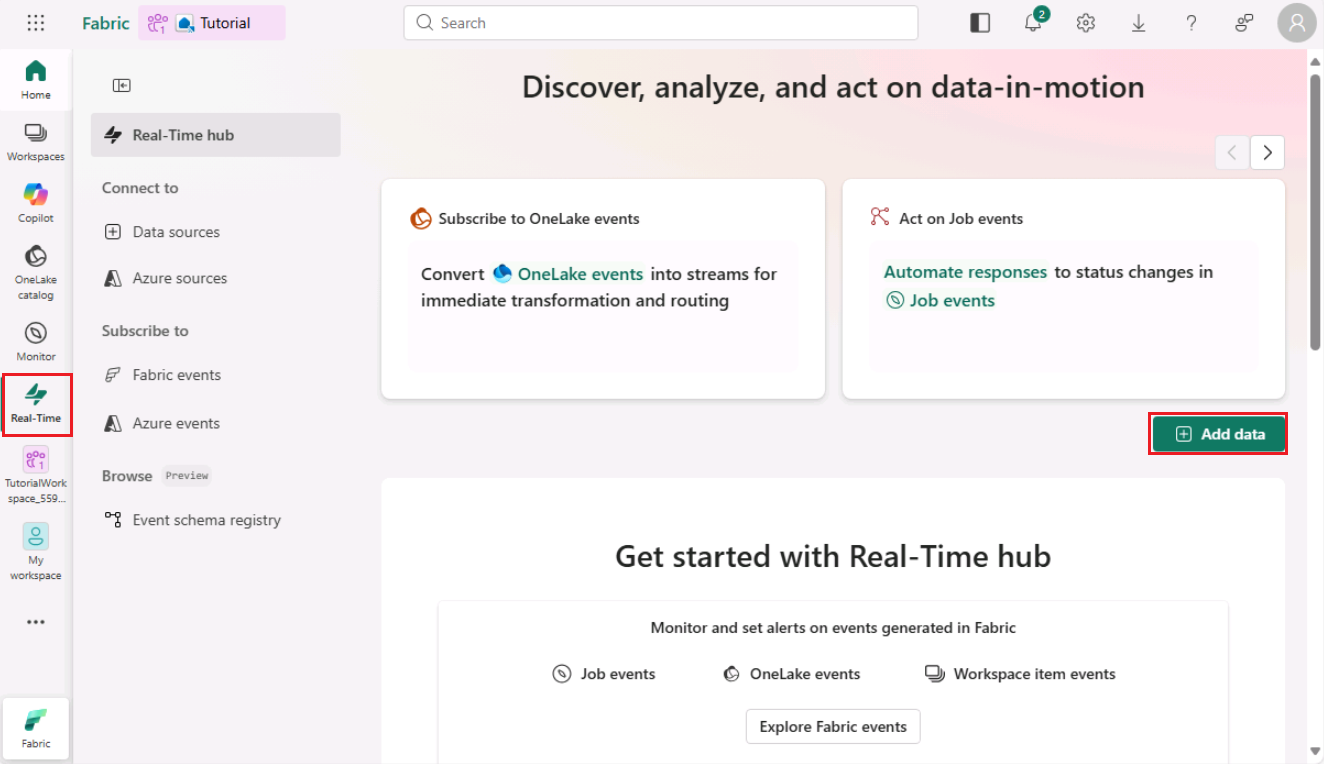 Fabric
1
Tutorial
Search
2
?
Home
Workspaces
Copilot
OneLake
catalog
Monitor
Real-Time
1
TutorialWork
space_559...
My
workspace
Fabric
Real-Time hub
Connect to
Data sources
Azure sources
Subscribe to
Fabric events
Azure events
Browse Preview
Event schema registry
Discover, analyze, and act on data-in-motion
Subscribe to OneLake events
Convert OneLake events into streams for
immediate transformation and routing
Act on Job events
Automate responses to status changes in
Job events
Add data
Get started with Real-Time hub
Monitor and set alerts on events generated in Fabric
Job events
OneLake events
Workspace item events
Explore Fabric events